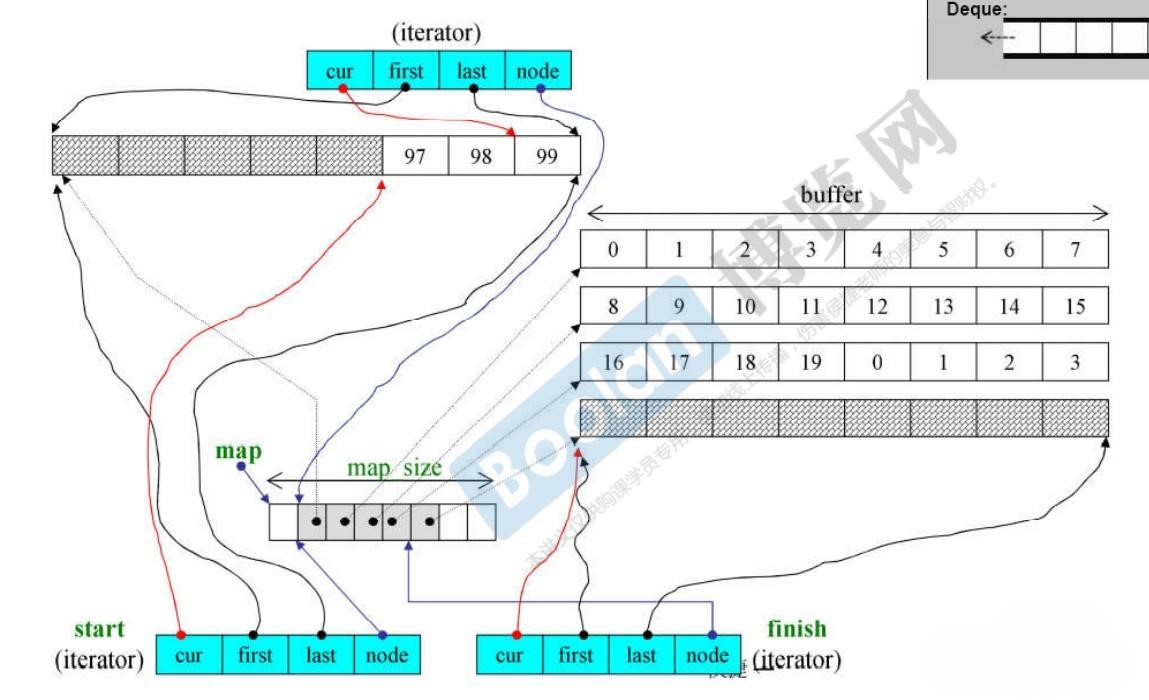 Deque:
(iterator)
cur first last node
97 98 99
buffer
0 1 2 3 4 5 6 7
8 9 10 11 12 13 14 15
16 17 18 19 0 1 2 3
map
map size
start
(iterator)
cur first last node
cur first last node
finish
(iterator)
博览网
Boolan